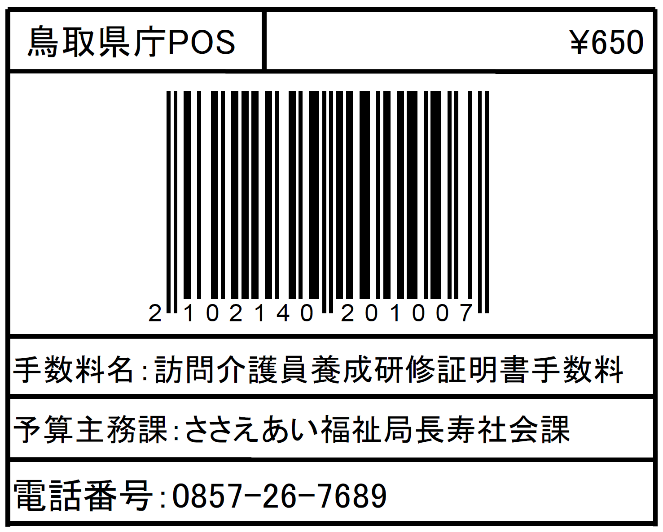 鳥取県庁POS ¥650
2 102140 201007
手数料名:訪問介護員養成研修証明書手数料
予算主務課:ささえあい福祉局長寿社会課
電話番号:0857-26-7689